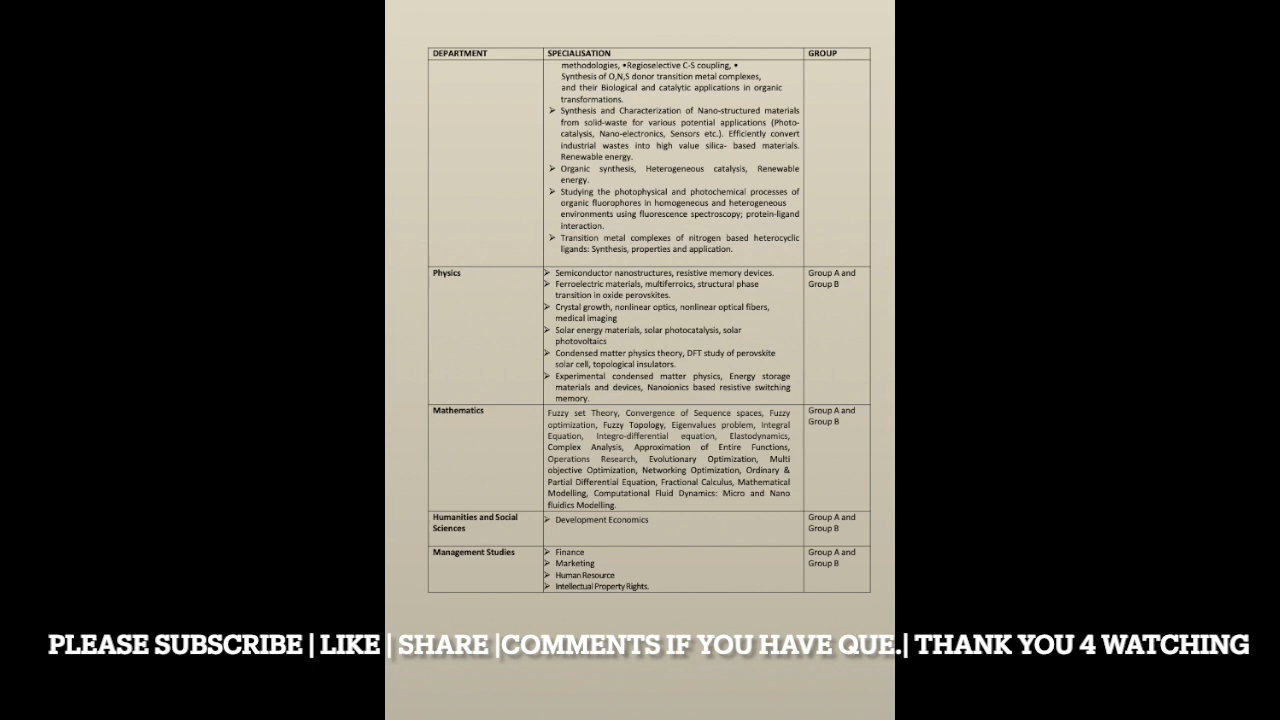 DEPARTMENT SPECIALISATION GROUP
methodologies, •Regioselective C-S coupling, •
Synthesis of O,N,S donor transition metal complexes,
and their Biological and catalytic applications in organic
transformations.
➢ Synthesis and Characterization of Nano-structured materials
from solid-waste for various potential applications (Photo-
catalysis, Nano-electronics, Sensors etc.). Efficiently convert
industrial wastes into high value silica- based materials.
Renewable energy.
➢ Organic synthesis, Heterogeneous catalysis, Renewable
energy.
➢ Studying the photophysical and photochemical processes of
organic fluorophores in homogeneous and heterogeneous
environments using fluorescence spectroscopy; protein-ligand
interaction.
➢ Transition metal complexes of nitrogen based heterocyclic
ligands: Synthesis, properties and application.
Physics ➢ Semiconductor nanostructures, resistive memory devices. Group A and
➢ Ferroelectric materials, multiferroics, structural phase Group B
transition in oxide perovskites.
➢ Crystal growth, nonlinear optics, nonlinear optical fibers,
medical imaging
➢ Solar energy materials, solar photocatalysis, solar
photovoltaics
➢ Condensed matter physics theory, DFT study of perovskite
solar cell, topological insulators.
➢ Experimental condensed matter physics, Energy storage
materials and devices, Nanoionics based resistive switching
memory.
Mathematics Fuzzy set Theory, Convergence of Sequence spaces, Fuzzy Group A and
optimization, Fuzzy Topology, Eigenvalues problem, Integral Group B
Equation, Integro-differential equation, Elastodynamics,
Complex Analysis, Approximation of Entire Functions,
Operations Research, Evolutionary Optimization, Multi
objective Optimization, Networking Optimization, Ordinary &
Partial Differential Equation, Fractional Calculus, Mathematical
Modelling, Computational Fluid Dynamics: Micro and Nano
fluidics Modelling.
Humanities and Social ➢ Development Economics Group A and
Sciences Group B
Management Studies ➢ Finance Group A and
➢ Marketing Group B
➢ Human Resource
➢ Intellectual Property Rights.
PLEASE SUBSCRIBE | LIKE | SHARE |COMMENTS IF YOU HAVE QUE.| THANK YOU 4 WATCHING